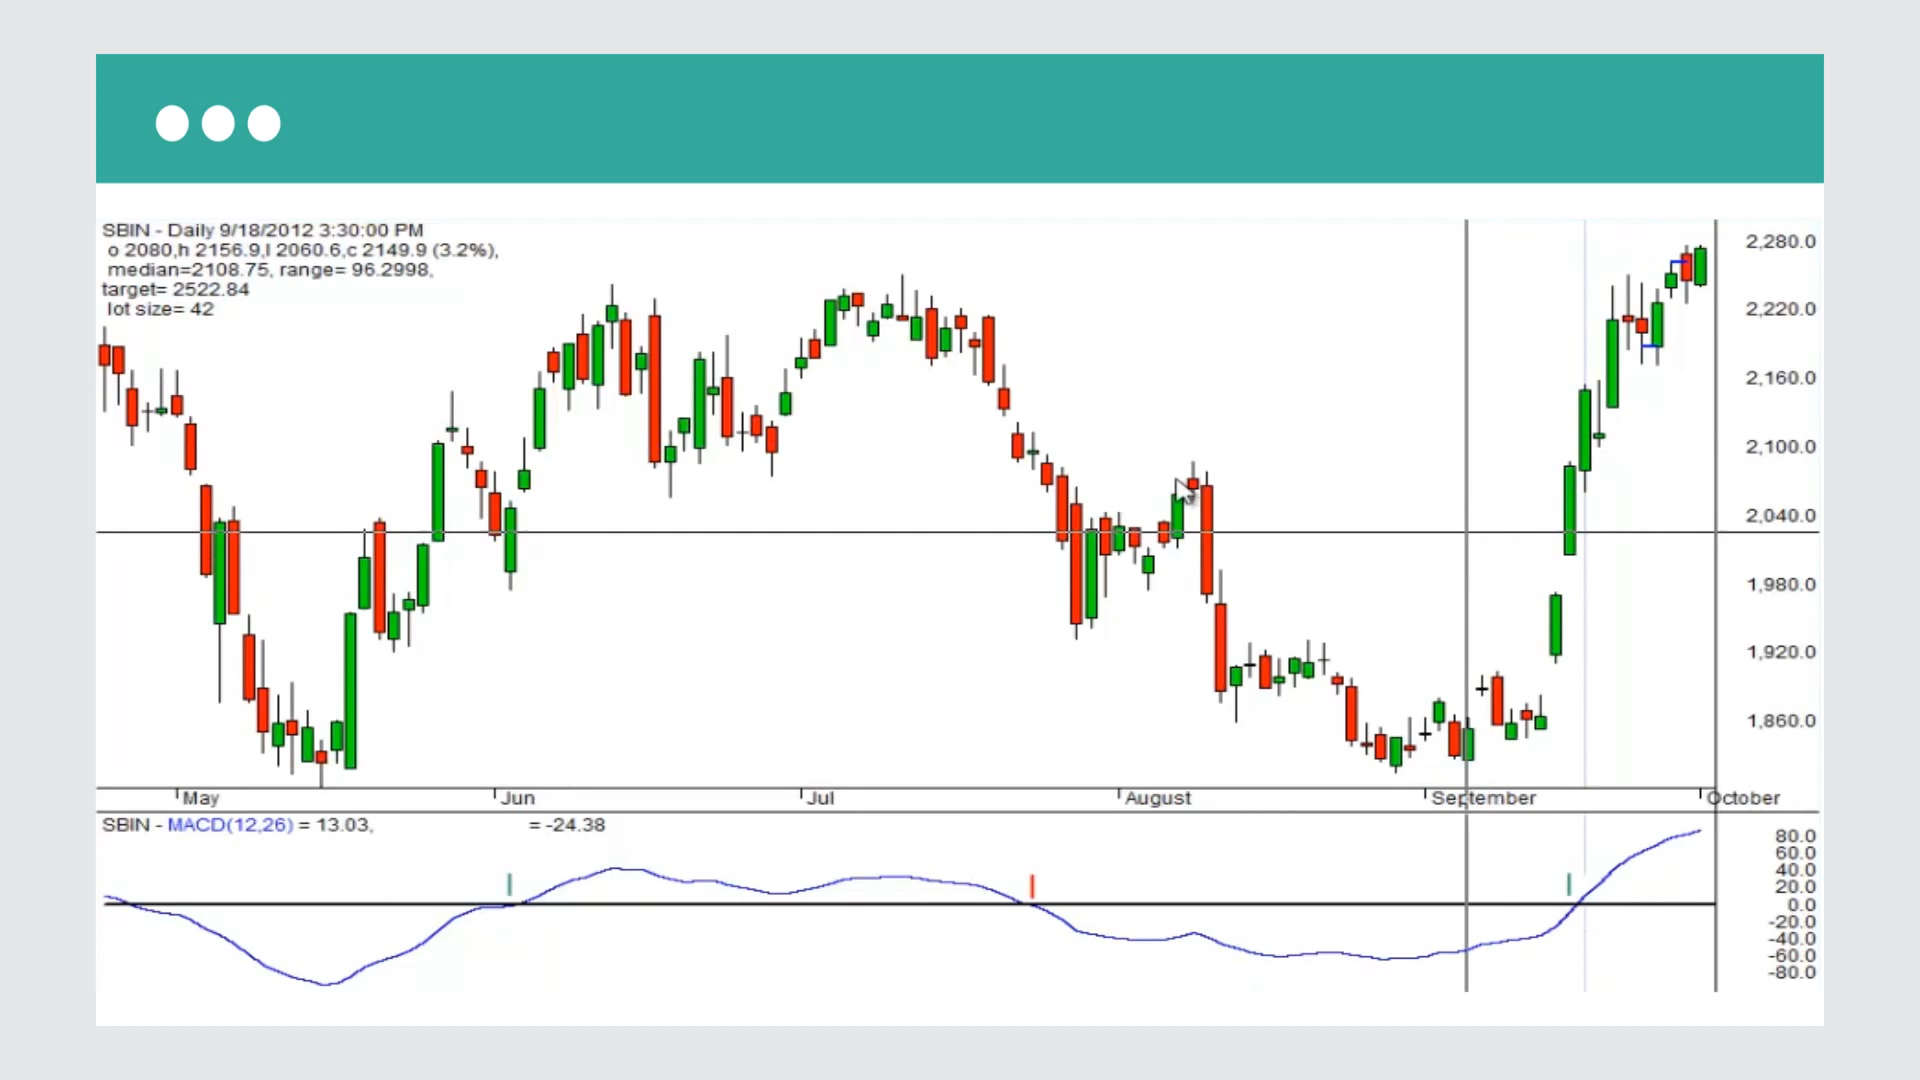 SBIN - Daily 9/18/2012 3:30:00 PM
o 2080,h 2156.9,l 2060.6,c 2149.9 (3.2%),
median=2108.75, range= 96.2998,
target= 2522.84
lot size= 42
2,280.0
2,220.0
2,160.0
2,100.0
2,040.0
1,980.0
1,920.0
1,860.0
May Jun Jul August September October
SBIN - MACD(12,26) = 13.03, = -24.38
80.0
60.0
40.0
20.0
0.0
-20.0
-40.0
-60.0
-80.0